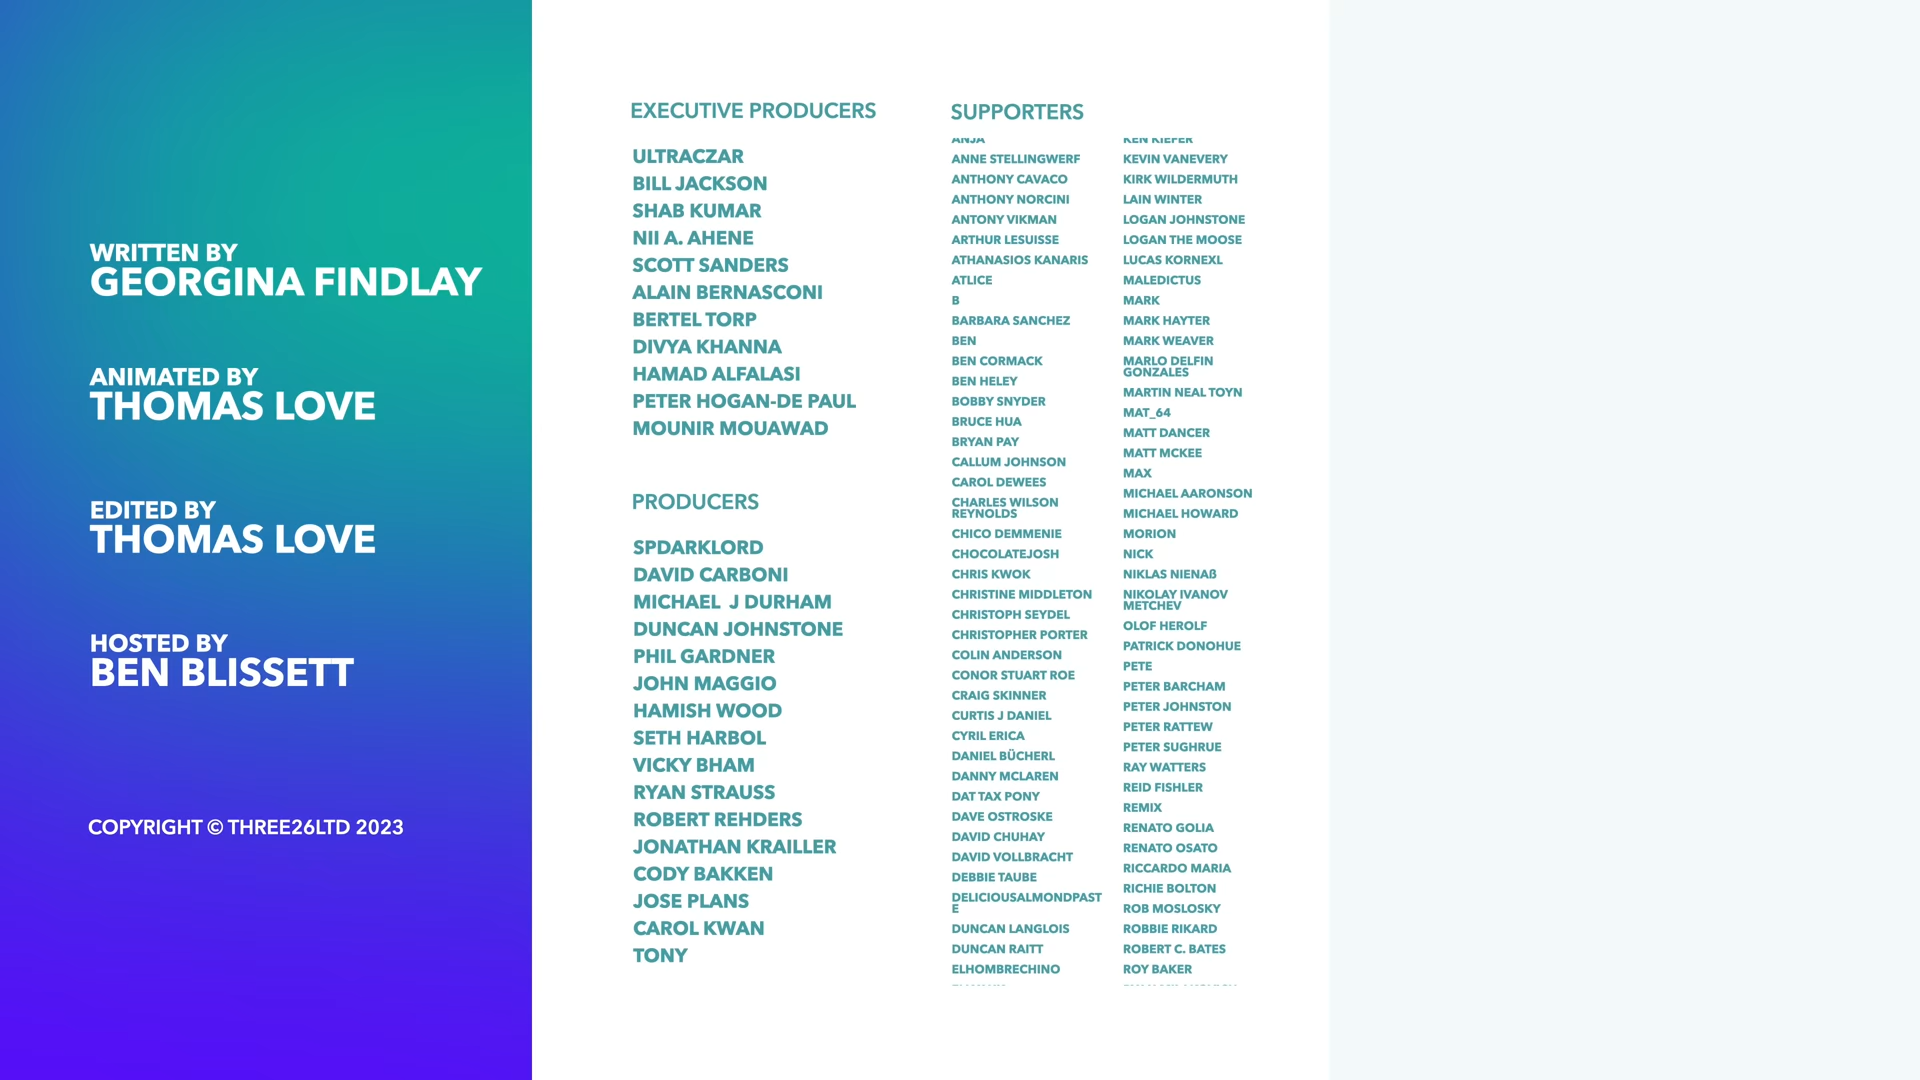 WRITTEN BY
GEORGINA FINDLAY
ANIMATED BY
THOMAS LOVE
EDITED BY
THOMAS LOVE
HOSTED BY
BEN BLISSETT
COPYRIGHT © THREE26LTD 2023
EXECUTIVE PRODUCERS
ULTRACZAR
BILL JACKSON
SHAB KUMAR
NII A. AHENE
SCOTT SANDERS
ALAIN BERNASCONI
BERTEL TORP
DIVYA KHANNA
HAMAD ALFALASI
PETER HOGAN-DE PAUL
MOUNIR MOUAWAD
PRODUCERS
SPDARKLORD
DAVID CARBONI
MICHAEL J DURHAM
DUNCAN JOHNSTONE
PHIL GARDNER
JOHN MAGGIO
HAMISH WOOD
SETH HARBOL
VICKY BHAM
RYAN STRAUSS
ROBERT REHDERS
JONATHAN KRAILLER
CODY BAKKEN
JOSE PLANS
CAROL KWAN
TONY
SUPPORTERS
ANJA
ANNE STELLINGWERF
ANTHONY CAVACO
ANTHONY NORCINI
ANTONY VIKMAN
ARTHUR LESUISSE
ATHANASIOS KANARIS
ATLICE
B
BARBARA SANCHEZ
BEN
BEN CORMACK
BEN HELEY
BOBBY SNYDER
BRUCE HUA
BRYAN PAY
CALLUM JOHNSON
CAROL DEWEES
CHARLES WILSON
REYNOLDS
CHICO DEMMENIE
CHOCOLATEJOSH
CHRIS KWOK
CHRISTINE MIDDLETON
CHRISTOPH SEYDEL
CHRISTOPHER PORTER
COLIN ANDERSON
CONOR STUART ROE
CRAIG SKINNER
CURTIS J DANIEL
CYRIL ERICA
DANIEL BÜCHERL
DANNY MCLAREN
DAT TAX PONY
DAVE OSTROSKE
DAVID CHUHAY
DAVID VOLLBRACHT
DEBBIE TAUBE
DELICIOUSALMONDPAST
E
DUNCAN LANGLOIS
DUNCAN RAITT
ELHOMBRECHINO
KEN KIEFER
KEVIN VANEVERY
KIRK WILDERMUTH
LAIN WINTER
LOGAN JOHNSTONE
LOGAN THE MOOSE
LUCAS KORNEXL
MALEDICTUS
MARK
MARK HAYTER
MARK WEAVER
MARLO DELFIN
GONZALES
MARTIN NEAL TOYN
MAT_64
MATT DANCER
MATT MCKEE
MAX
MICHAEL AARONSON
MICHAEL HOWARD
MORION
NICK
NIKLAS NIENAß
NIKOLAY IVANOV
METCHEV
OLOF HEROLF
PATRICK DONOHUE
PETE
PETER BARCHAM
PETER JOHNSTON
PETER RATTEW
PETER SUGHRUE
RAY WATTERS
REID FISHLER
REMIX
RENATO GOLIA
RENATO OSATO
RICCARDO MARIA
RICHIE BOLTON
ROB MOSLOSKY
ROBBIE RIKARD
ROBERT C. BATES
ROY BAKER